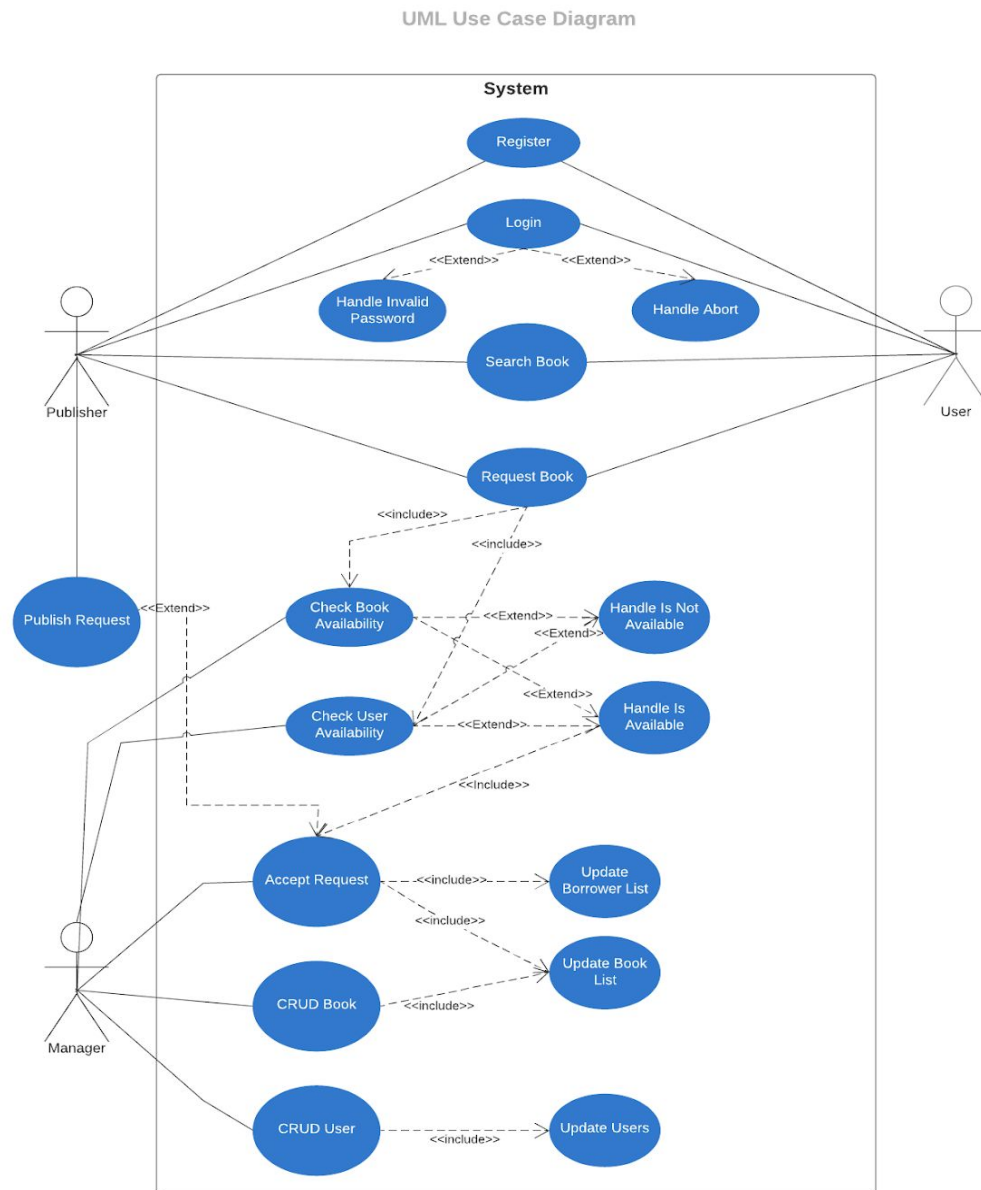 UML Use Case Diagram
System
Register
Login
<<Extend>>
<<Extend>>
Handle Invalid
Password
Handle Abort
Search Book
Publisher
User
Request Book
<<include>>
<<include>>
Publish Request
<<Extend>>
Check Book
Availability
<<Extend>>
<<Extend>>
Handle Is Not
Available
Check User
Availability
<<Extend>>
<<Extend>>
Handle Is
Available
<<Include>>
Accept Request
<<include>>
Update
Borrower List
<<include>>
Update Book
List
CRUD Book
<<include>>
Manager
CRUD User
<<include>>
Update Users